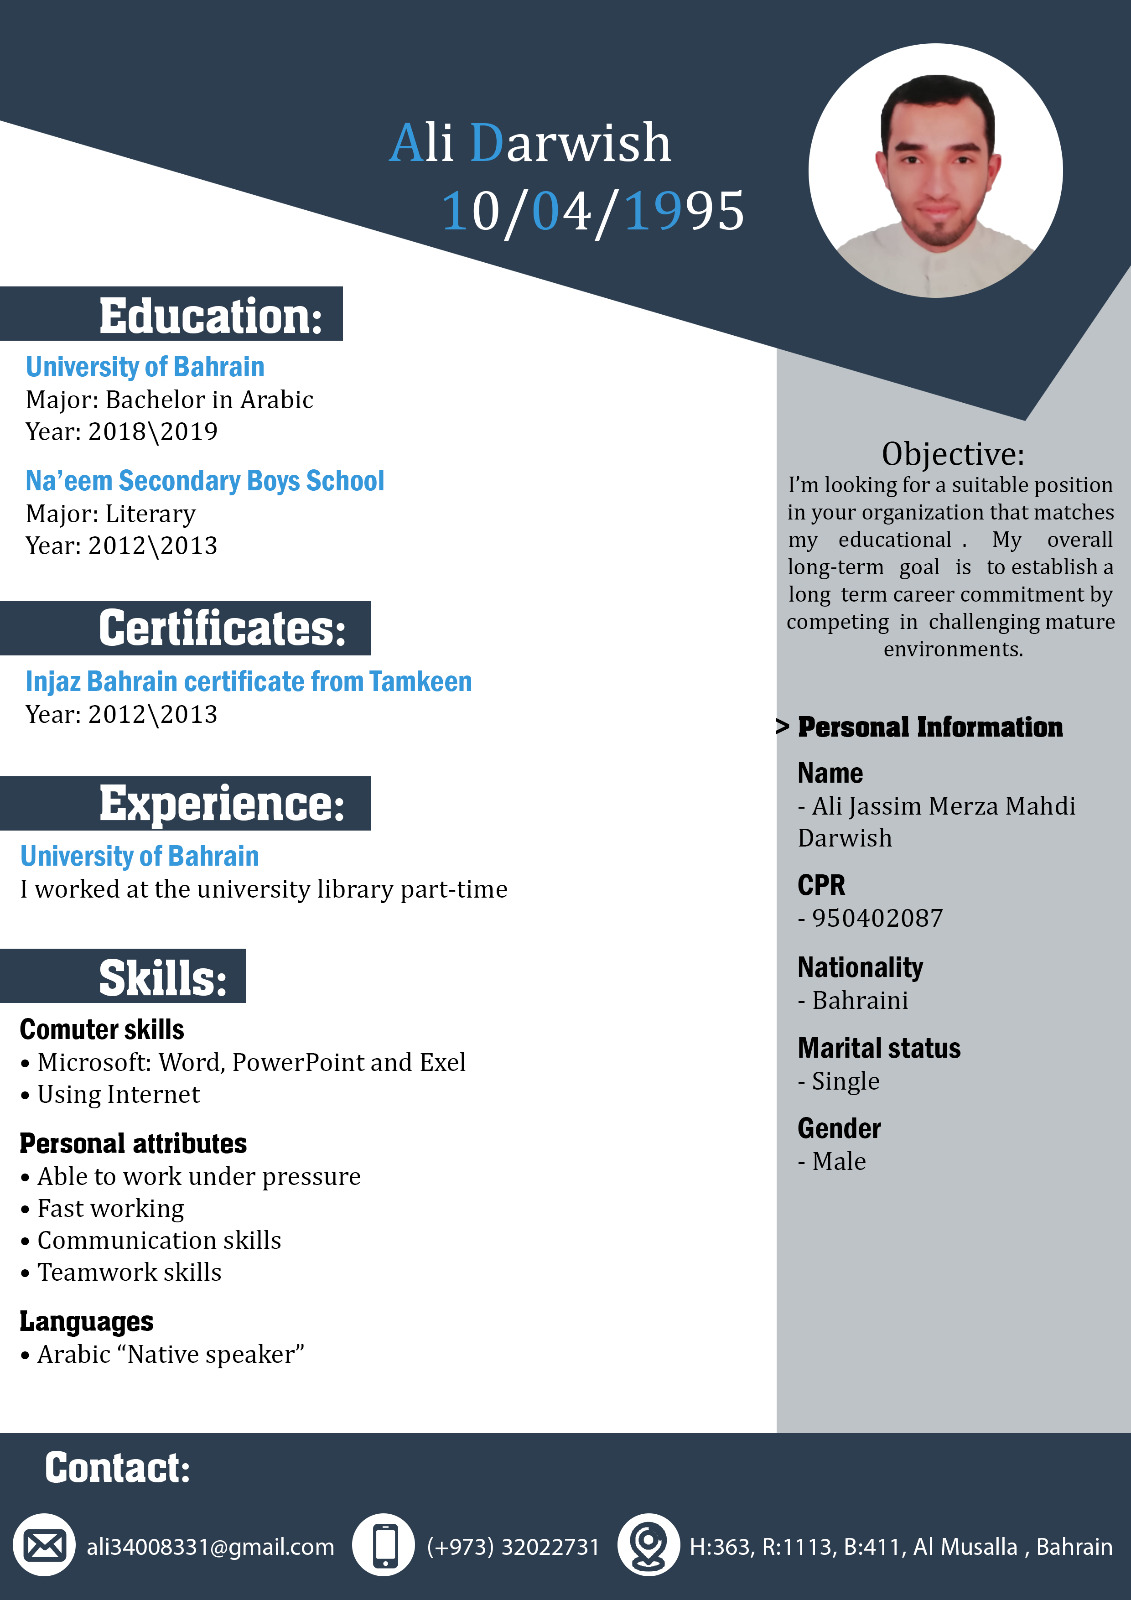 Ali Darwish
10/04/1995
Education:
University of Bahrain
Major: Bachelor in Arabic
Year: 2018\2019
Na’eem Secondary Boys School
Major: Literary
Year: 2012\2013
Certificates:
Injaz Bahrain certificate from Tamkeen
Year: 2012\2013
Experience:
University of Bahrain
I worked at the university library part-time
Skills:
Comuter skills
• Microsoft: Word, PowerPoint and Exel
• Using Internet
Personal attributes
• Able to work under pressure
• Fast working
• Communication skills
• Teamwork skills
Languages
• Arabic “Native speaker”
Objective:
I’m looking for a suitable position
in your organization that matches
my educational . My overall
long-term goal is to establish a
long term career commitment by
competing in challenging mature
environments.
> Personal Information
Name
- Ali Jassim Merza Mahdi
Darwish
CPR
- 950402087
Nationality
- Bahraini
Marital status
- Single
Gender
- Male
Contact:
ali34008331@gmail.com (+973) 32022731 H:363, R:1113, B:411, Al Musalla , Bahrain